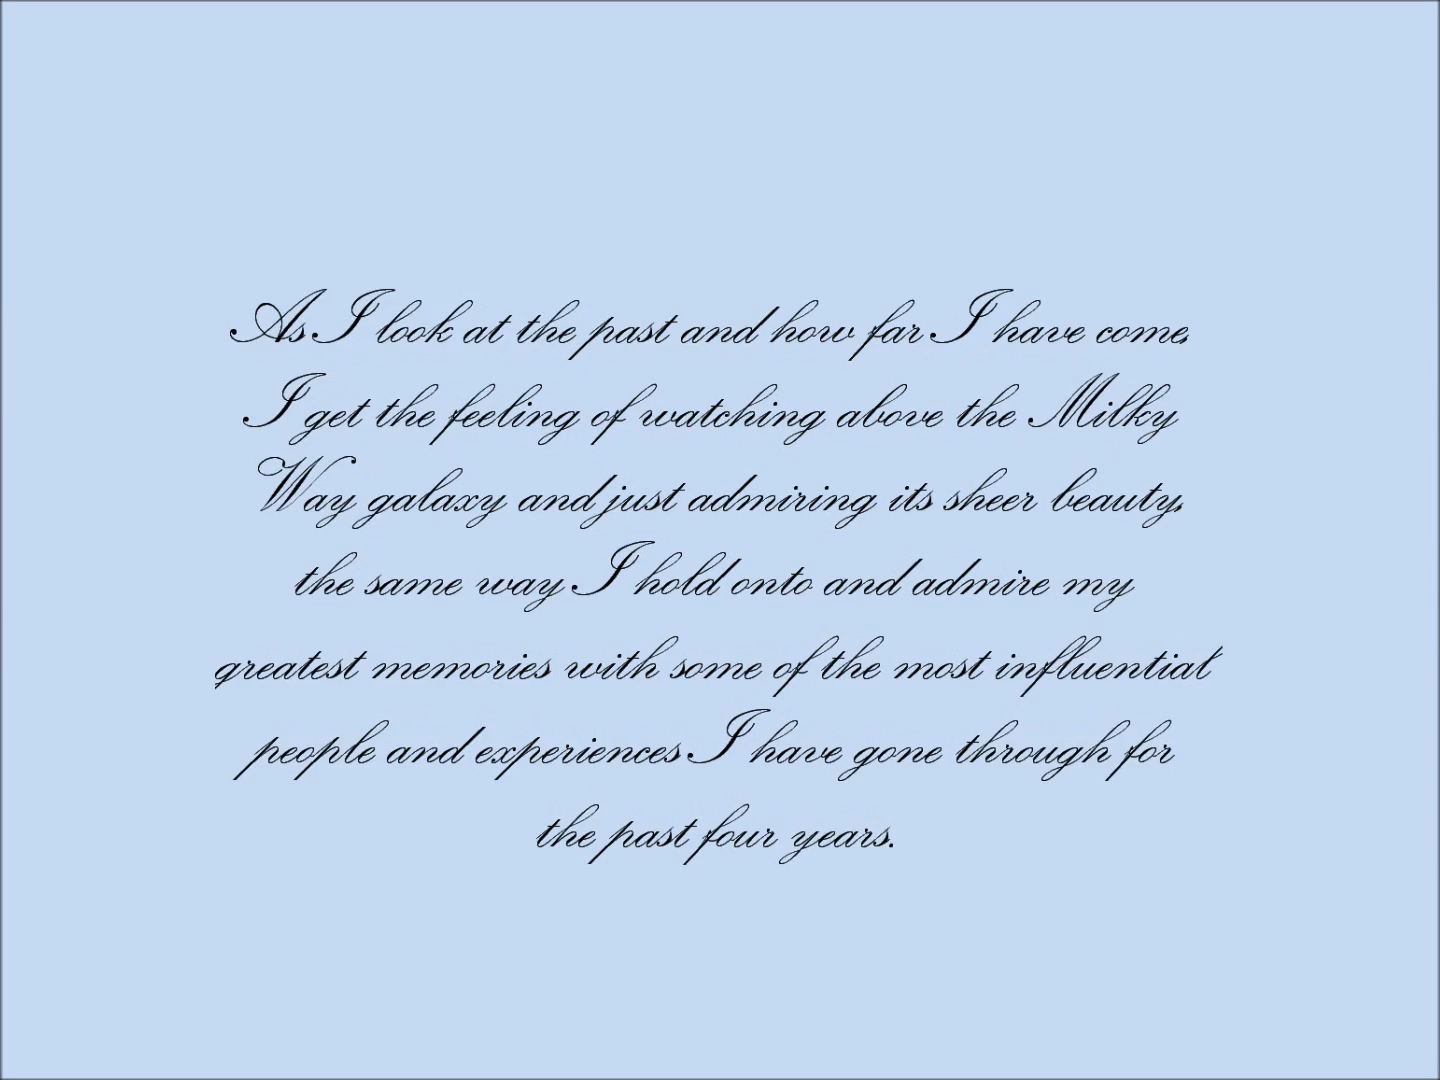 As I look at the past and how far I have come,
I get the feeling of watching above the Milky
Way galaxy and just admiring its sheer beauty,
the same way I hold onto and admire my
greatest memories with some of the most influential
people and experiences I have gone through for
the past four years.